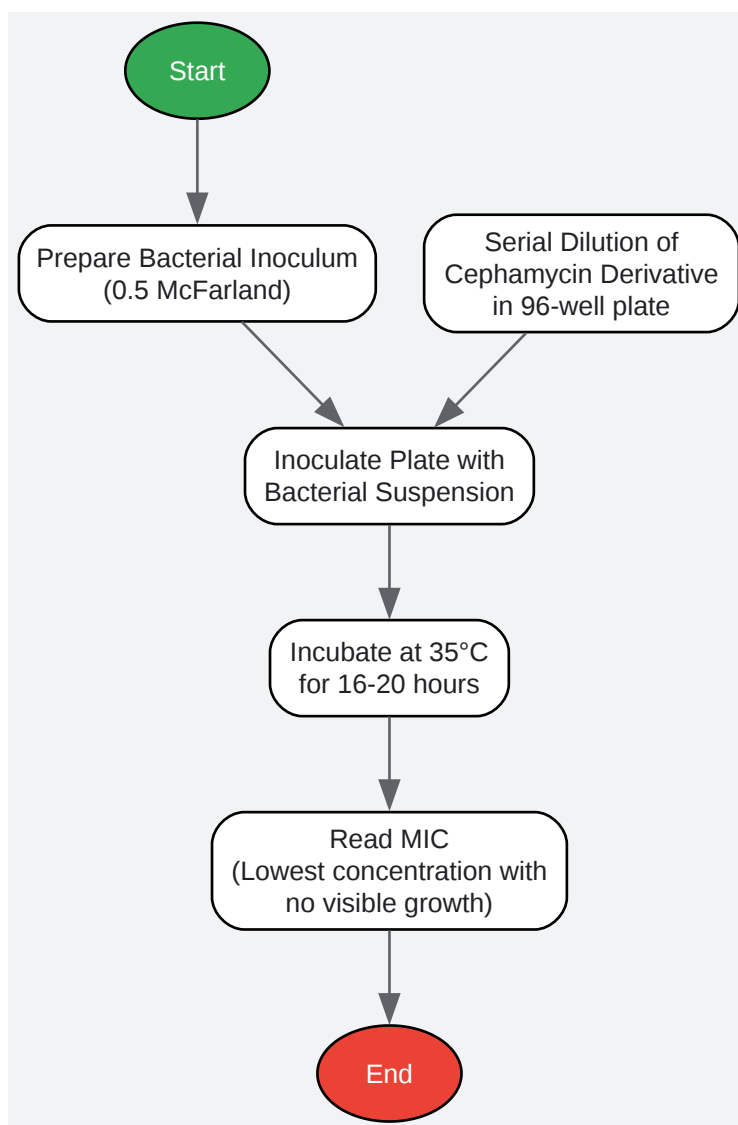 Start
Prepare Bacterial Inoculum
(0.5 McFarland)
Serial Dilution of
Cephamycin Derivative
in 96-well plate
Inoculate Plate with
Bacterial Suspension
Incubate at 35°C
for 16-20 hours
Read MIC
(Lowest concentration with
no visible growth)
End